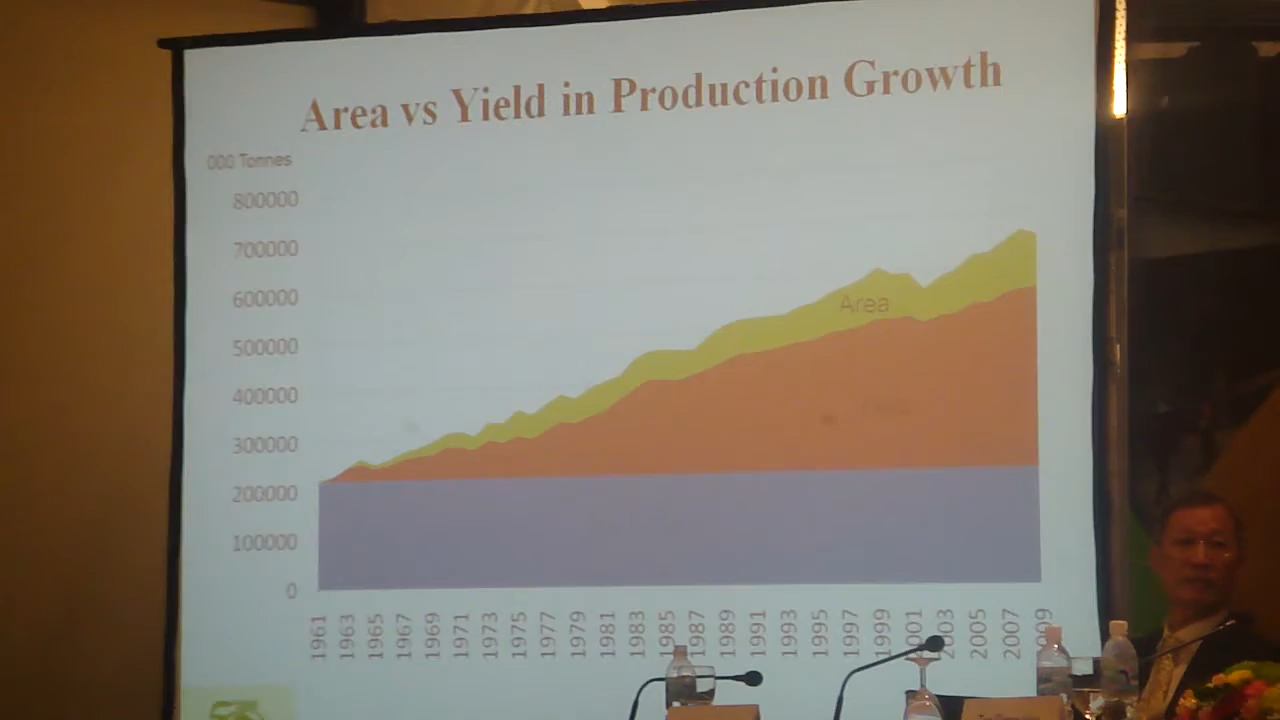 Area vs Yield in Production Growth
000 Tonnes
800000
700000
600000
500000
400000
300000
200000
100000
0
Area
1961 1963 1965 1967 1969 1971 1973 1975 1977 1979 1981 1983 1985 1987 1989 1991 1993 1995 1997 1999 2001 2003 2005 2007 2009